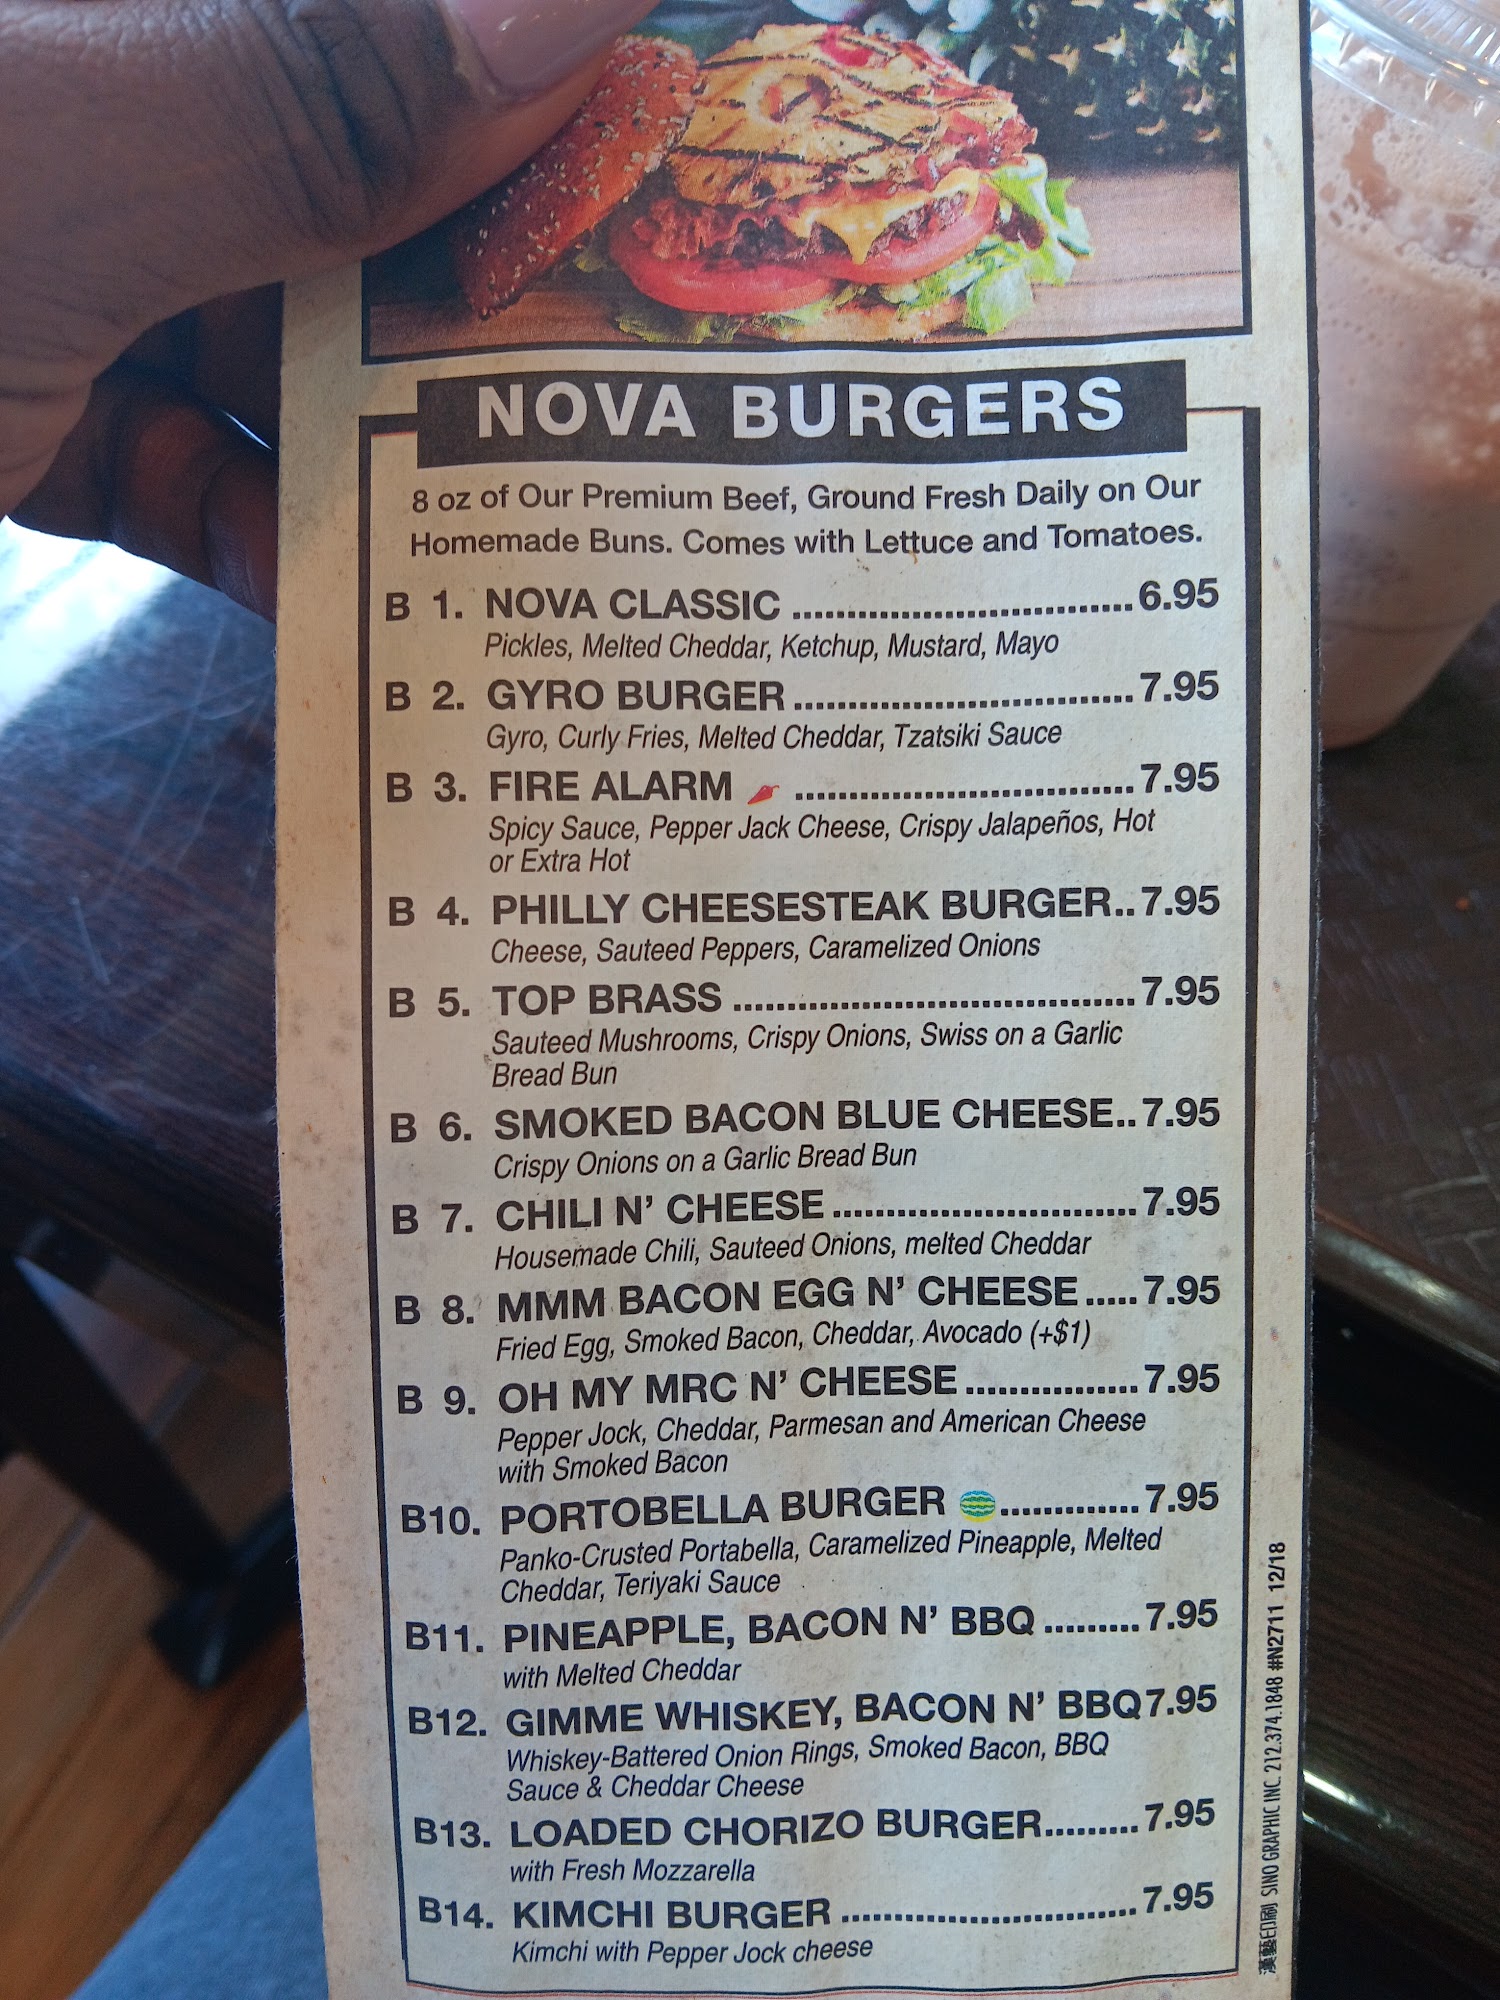 NOVA BURGERS
8 oz of Our Premium Beef, Ground Fresh Daily on Our
Homemade Buns. Comes with Lettuce and Tomatoes.
B 1. NOVA CLASSIC ............................... 6.95
Pickles, Melted Cheddar, Ketchup, Mustard, Mayo
B 2. GYRO BURGER ............................... 7.95
Gyro, Curly Fries, Melted Cheddar, Tzatsiki Sauce
B 3. FIRE ALARM ............................... 7.95
Spicy Sauce, Pepper Jack Cheese, Crispy Jalapeños, Hot
or Extra Hot
B 4. PHILLY CHEESESTEAK BURGER..7.95
Cheese, Sauteed Peppers, Caramelized Onions
B 5. TOP BRASS ..................................... 7.95
Sauteed Mushrooms, Crispy Onions, Swiss on a Garlic
Bread Bun
B 6. SMOKED BACON BLUE CHEESE..7.95
Crispy Onions on a Garlic Bread Bun
B 7. CHILI N' CHEESE ............................ 7.95
Housemade Chili, Sauteed Onions, melted Cheddar
B 8. MMM BACON EGG N' CHEESE.....7.95
Fried Egg, Smoked Bacon, Cheddar, Avocado (+$1)
B 9. OH MY MRC N' CHEESE ................ 7.95
Pepper Jock, Cheddar, Parmesan and American Cheese
with Smoked Bacon
B10. PORTOBELLA BURGER ............. 7.95
Panko-Crusted Portabella, Caramelized Pineapple, Melted
Cheddar, Teriyaki Sauce
B11. PINEAPPLE, BACON N' BBQ ......... 7.95
with Melted Cheddar
B12. GIMME WHISKEY, BACON N' BBQ 7.95
Whiskey-Battered Onion Rings, Smoked Bacon, BBQ
Sauce & Cheddar Cheese
B13. LOADED CHORIZO BURGER.........7.95
with Fresh Mozzarella
B14. KIMCHI BURGER ........................... 7.95
Kimchi with Pepper Jock cheese
漢藝印刷 SINO GRAPHIC INC. 212.374.1848 #N2711 12/18